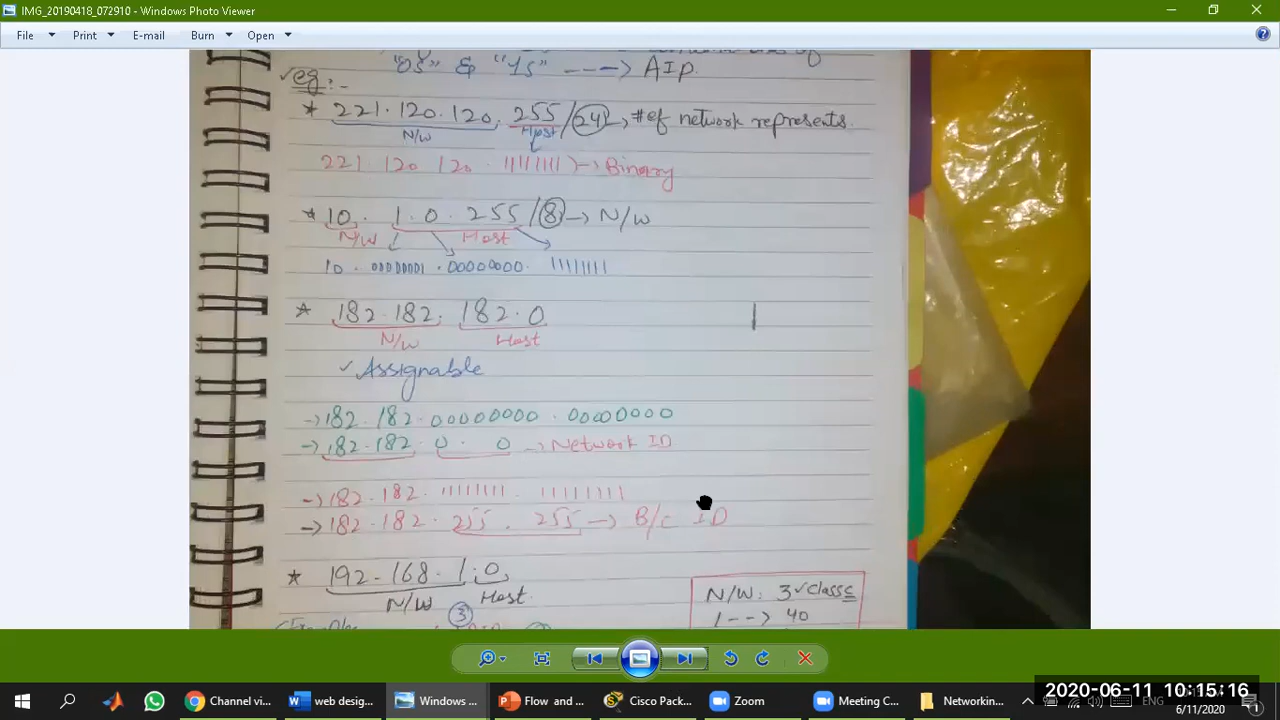 IMG_20190418_072910 - Windows Photo Viewer
File Print E-mail Burn Open
"0s" & "1s" ---> AIP.
✓eg:-
* 221.120.120.255/24, #of network represents.
N/W Host
221 120 120 . 11111111) -> Binary
* 10. 1.0.255/8 -> N/W
N/W Host
10.00000001.00000000. 11111111
* 182.182. 182.0
N/W Host
✓Assignable
->182.182.00000000.00000000
->182.182.0. 0 -> Network ID
->182.182.11111111.11111111
->182.182.255.255 -> B/c ID
* 192.168.1.0
N/W Host
N/W: 3✓class C
1--> 40
3
Channel vi...
web desig...
Windows ...
Flow and ...
Cisco Pack...
Zoom
Meeting C...
Networkin...
ENG
2020-06-11 10:15:16
6/11/2020